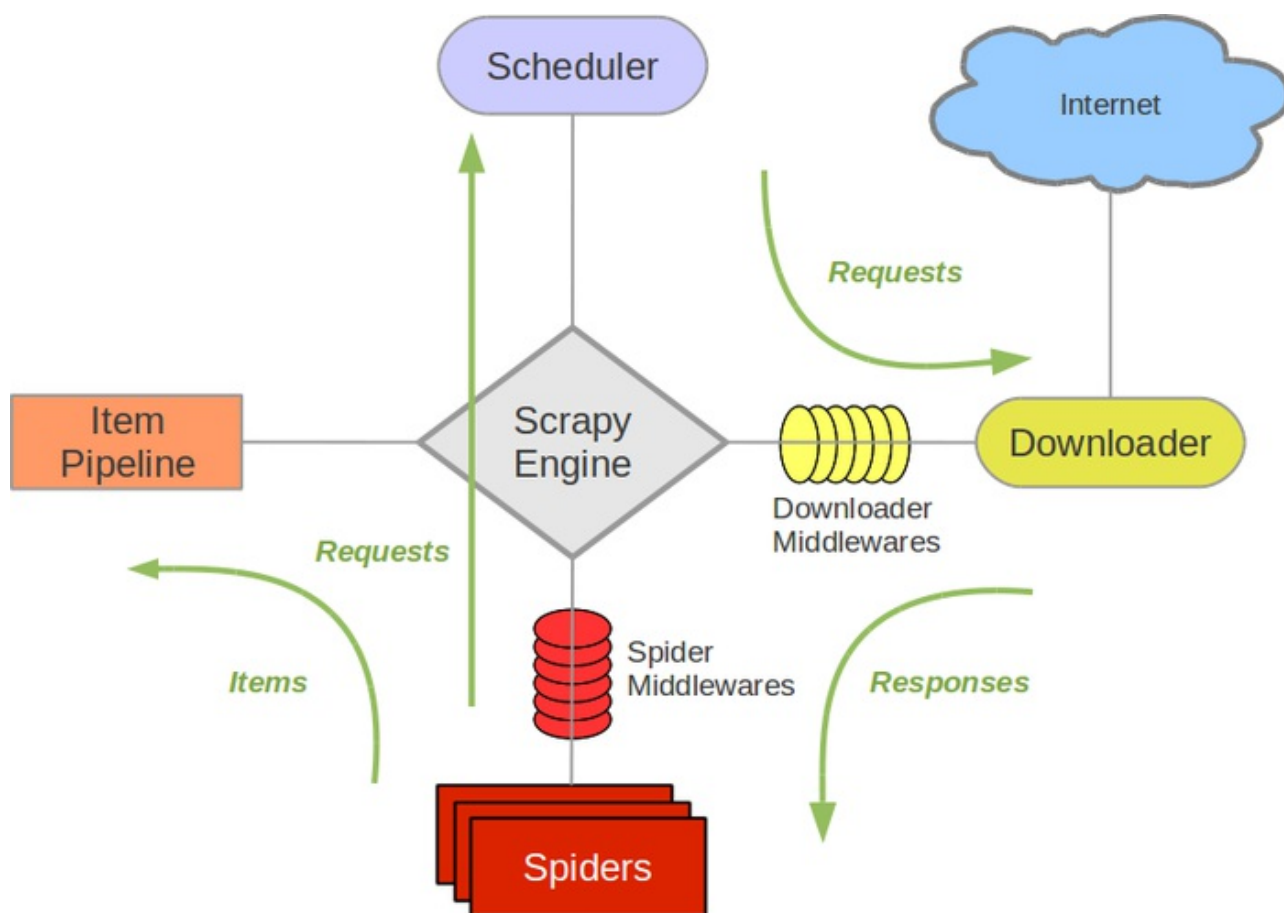 Scheduler
Internet
Requests
Item
Pipeline
Scrapy
Engine
Downloader
Downloader
Middlewares
Requests
Items
Spider
Middlewares
Responses
Spiders